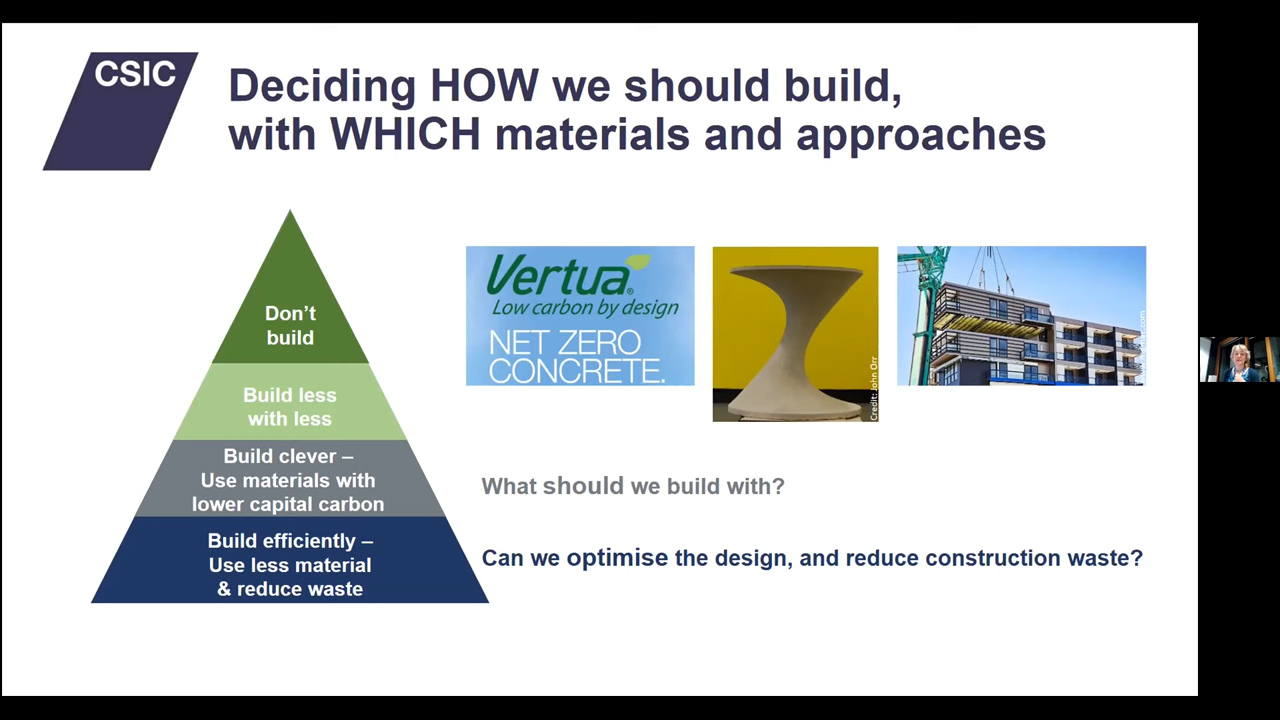 CSIC
Deciding HOW we should build,
with WHICH materials and approaches
Don't
build
Build less
with less
Build clever –
Use materials with
lower capital carbon
Build efficiently –
Use less material
& reduce waste
Vertua®
Low carbon by design
NET ZERO
CONCRETE.
Credit: John Orr
What should we build with?
Can we optimise the design, and reduce construction waste?